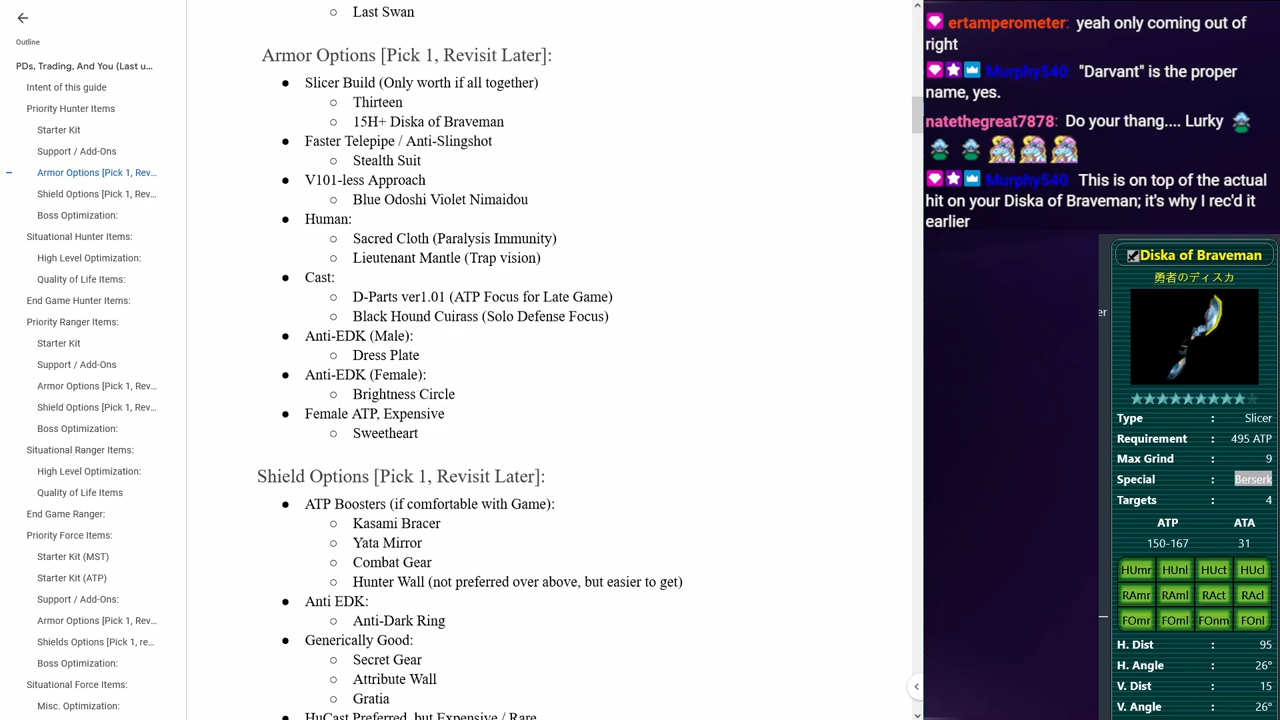 Outline
PDs, Trading, And You (Last u...
Intent of this guide
Priority Hunter Items
Starter Kit
Support / Add-Ons
Armor Options [Pick 1, Rev...
Shield Options [Pick 1, Rev...
Boss Optimization:
Situational Hunter Items:
High Level Optimization:
Quality of Life Items:
End Game Hunter Items:
Priority Ranger Items:
Starter Kit
Support / Add-Ons
Armor Options [Pick 1, Rev...
Shield Options [Pick 1, Rev...
Boss Optimization:
Situational Ranger Items:
High Level Optimization:
Quality of Life Items
End Game Ranger:
Priority Force Items:
Starter Kit (MST)
Starter Kit (ATP)
Support / Add-Ons:
Armor Options [Pick 1, Rev...
Shields Options [Pick 1, re...
Boss Optimization:
Situational Force Items:
Misc. Optimization:
○ Last Swan
Armor Options [Pick 1, Revisit Later]:
● Slicer Build (Only worth if all together)
○ Thirteen
○ 15H+ Diska of Braveman
● Faster Telepipe / Anti-Slingshot
○ Stealth Suit
● V101-less Approach
○ Blue Odoshi Violet Nimaidou
● Human:
○ Sacred Cloth (Paralysis Immunity)
○ Lieutenant Mantle (Trap vision)
● Cast:
○ D-Parts ver1.01 (ATP Focus for Late Game)
○ Black Hound Cuirass (Solo Defense Focus)
● Anti-EDK (Male):
○ Dress Plate
● Anti-EDK (Female):
○ Brightness Circle
● Female ATP, Expensive
○ Sweetheart
Shield Options [Pick 1, Revisit Later]:
● ATP Boosters (if comfortable with Game):
○ Kasami Bracer
○ Yata Mirror
○ Combat Gear
○ Hunter Wall (not preferred over above, but easier to get)
● Anti EDK:
○ Anti-Dark Ring
● Generically Good:
○ Secret Gear
○ Attribute Wall
○ Gratia
● HuCast Preferred, but Expensive / Rare
ertamperometer: yeah only coming out of
right
Murphy540: "Darvant" is the proper
name, yes.
natethegreat7878: Do your thang.... Lurky
Murphy540: This is on top of the actual
hit on your Diska of Braveman; it's why I rec'd it
earlier
er
Diska of Braveman
勇者のディスカ
Type : Slicer
Requirement : 495 ATP
Max Grind : 9
Special : Berserk
Targets : 4
ATP ATA
150-167 31
HUmr HUnl HUct HUcl
RAmr RAml RAct RAcl
FOmr FOml FOnm FOnl
H. Dist : 95
H. Angle : 26°
V. Dist : 15
V. Angle : 26°